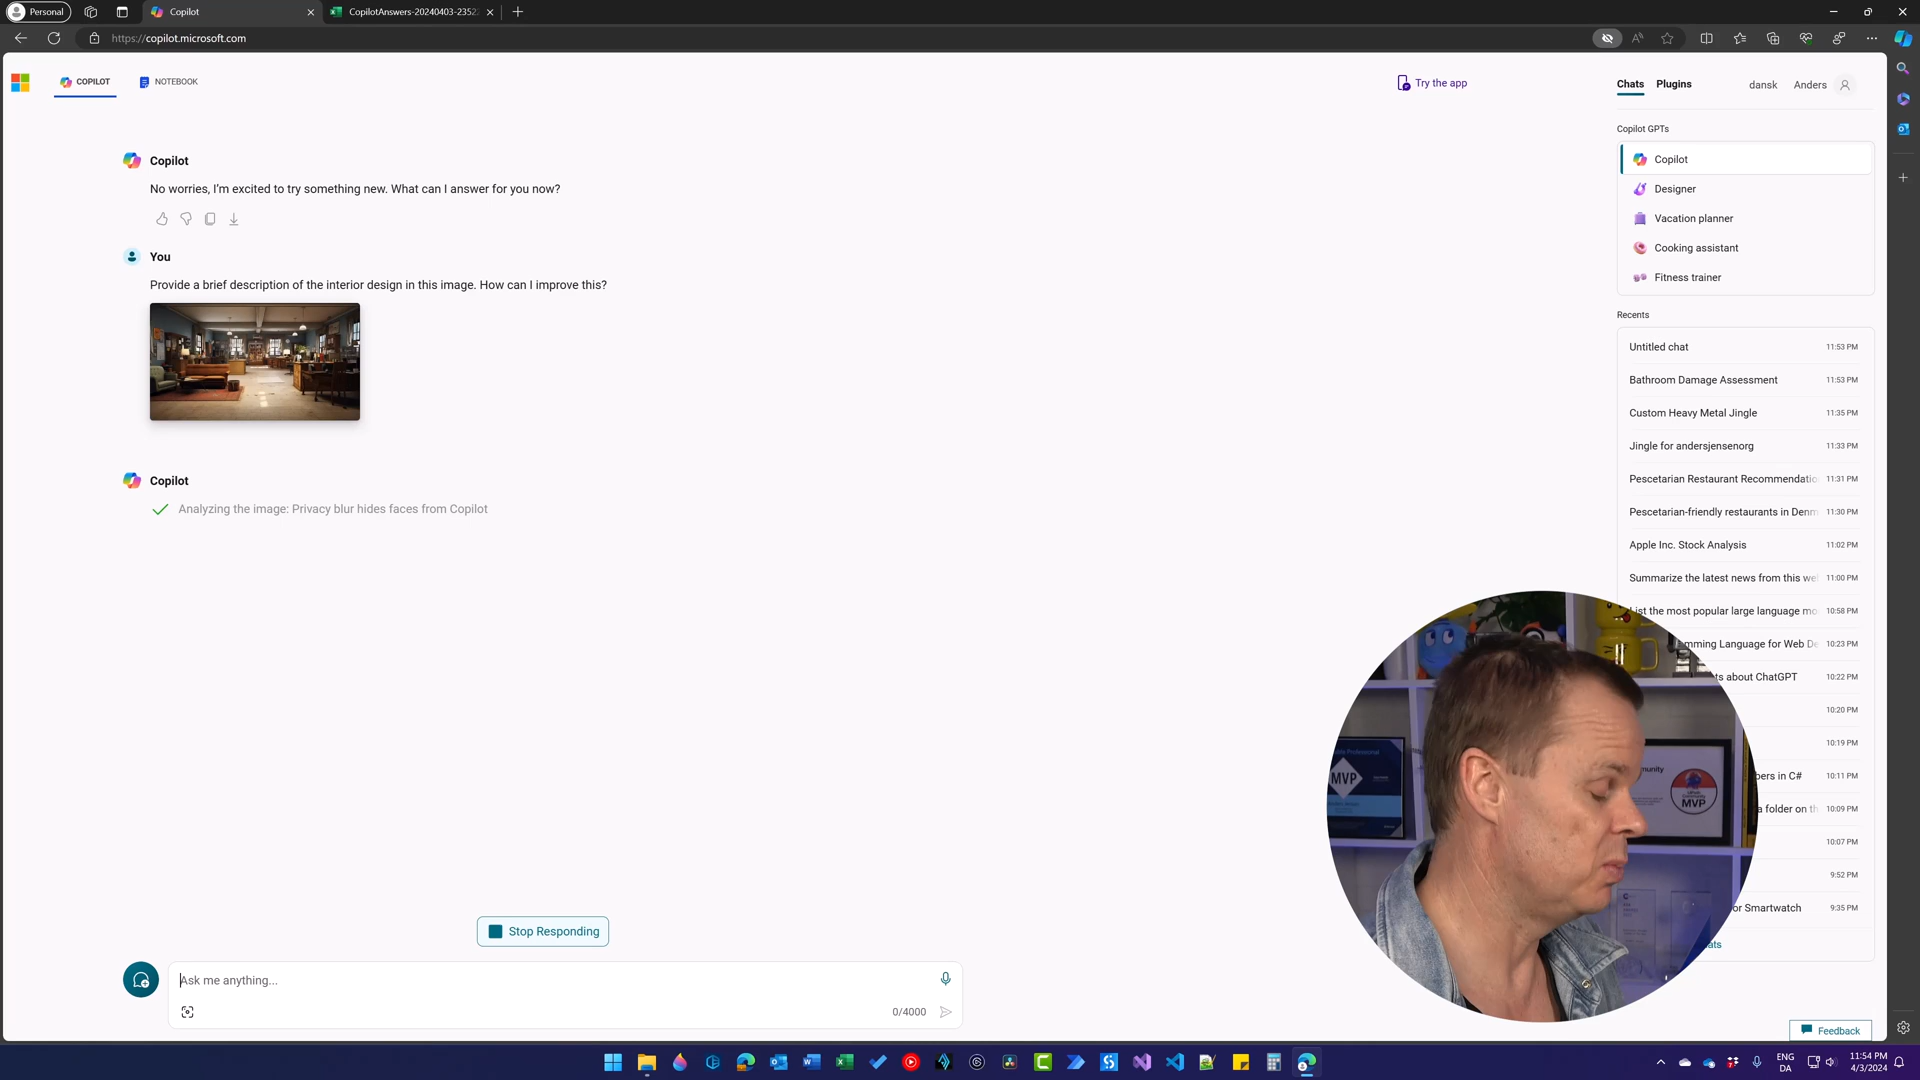 Personal
Copilot
CopilotAnswers-20240403-2352
https://copilot.microsoft.com
COPILOT
NOTEBOOK
Try the app
Chats
Plugins
dansk
Anders
Copilot
No worries, I'm excited to try something new. What can I answer for you now?
You
Provide a brief description of the interior design in this image. How can I improve this?
Copilot
Analyzing the image: Privacy blur hides faces from Copilot
Stop Responding
Ask me anything...
0/4000
Copilot GPTs
Copilot
Designer
Vacation planner
Cooking assistant
Fitness trainer
Recents
Untitled chat 11:53 PM
Bathroom Damage Assessment 11:53 PM
Custom Heavy Metal Jingle 11:35 PM
Jingle for andersjensenorg 11:33 PM
Pescetarian Restaurant Recommendatio 11:31 PM
Pescetarian-friendly restaurants in Denm 11:30 PM
Apple Inc. Stock Analysis 11:02 PM
Summarize the latest news from this we 11:00 PM
List the most popular large language mo 10:58 PM
mming Language for Web De 10:23 PM
ts about ChatGPT 10:22 PM
10:20 PM
10:19 PM
bers in C# 10:11 PM
a folder on th 10:09 PM
10:07 PM
9:52 PM
or Smartwatch 9:35 PM
ats
MVP
munity
MVP
Feedback
ENG
DA
11:54 PM
4/3/2024